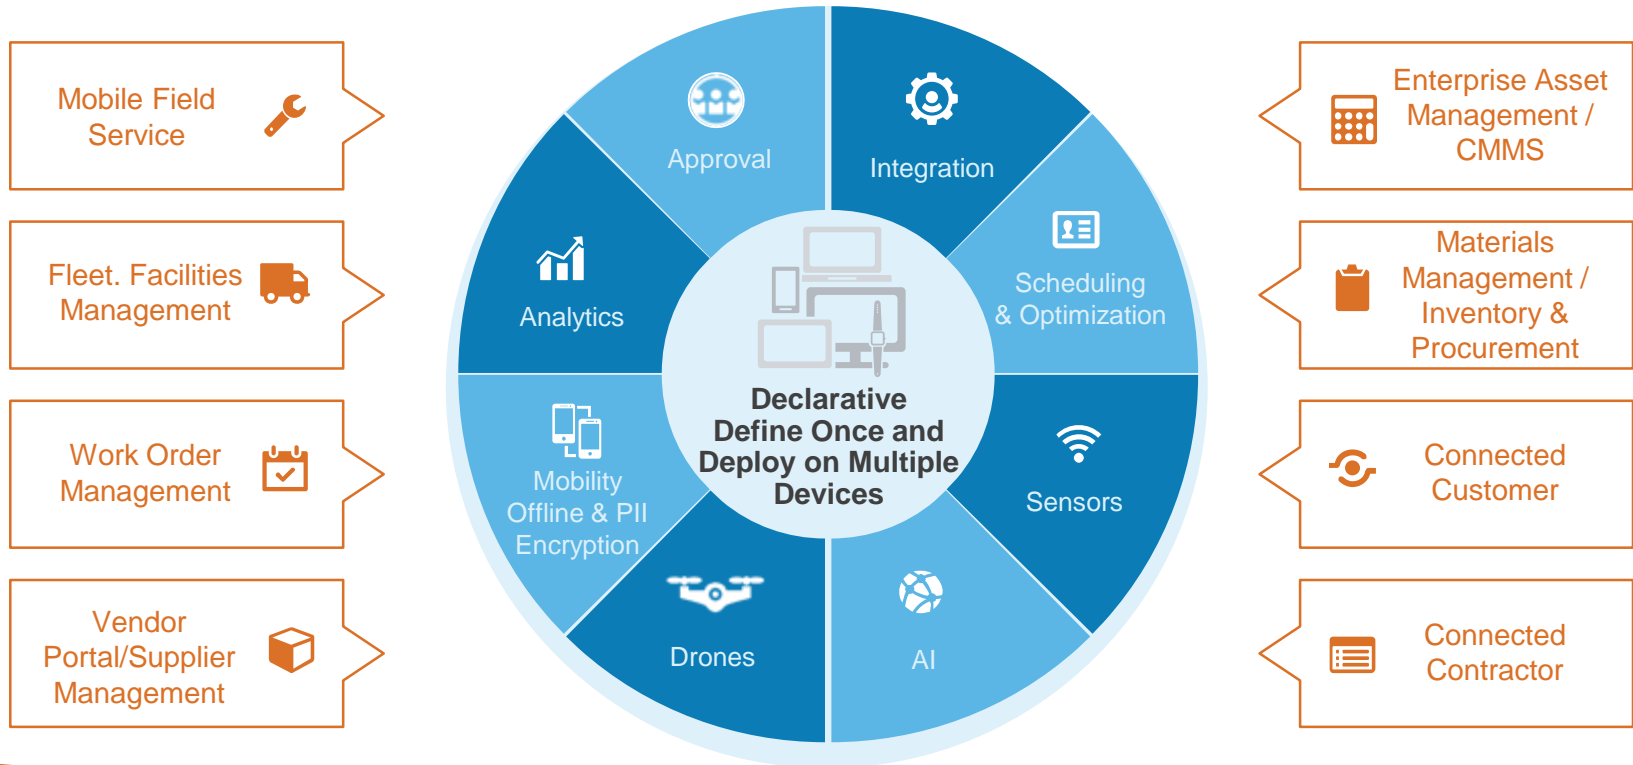 Mobile Field
Service
Fleet. Facilities
Management
Work Order
Management
Vendor
Portal/Supplier
Management
Approval
Integration
Analytics
Scheduling
& Optimization
Mobility
Offline & PII
Encryption
Sensors
Drones
AI
Declarative
Define Once and
Deploy on Multiple
Devices
Enterprise Asset
Management /
CMMS
Materials
Management /
Inventory &
Procurement
Connected
Customer
Connected
Contractor